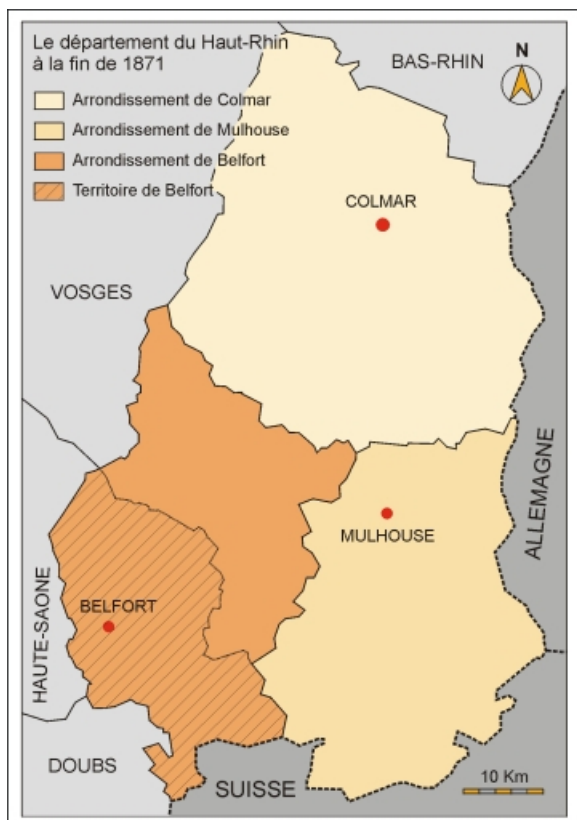 Le département du Haut-Rhin
à la fin de 1871
Arrondissement de Colmar
Arrondissement de Mulhouse
Arrondissement de Belfort
Territoire de Belfort
BAS-RHIN
N
COLMAR
VOSGES
ALLEMAGNE
MULHOUSE
HAUTE-SAONE
BELFORT
DOUBS
SUISSE
10 Km